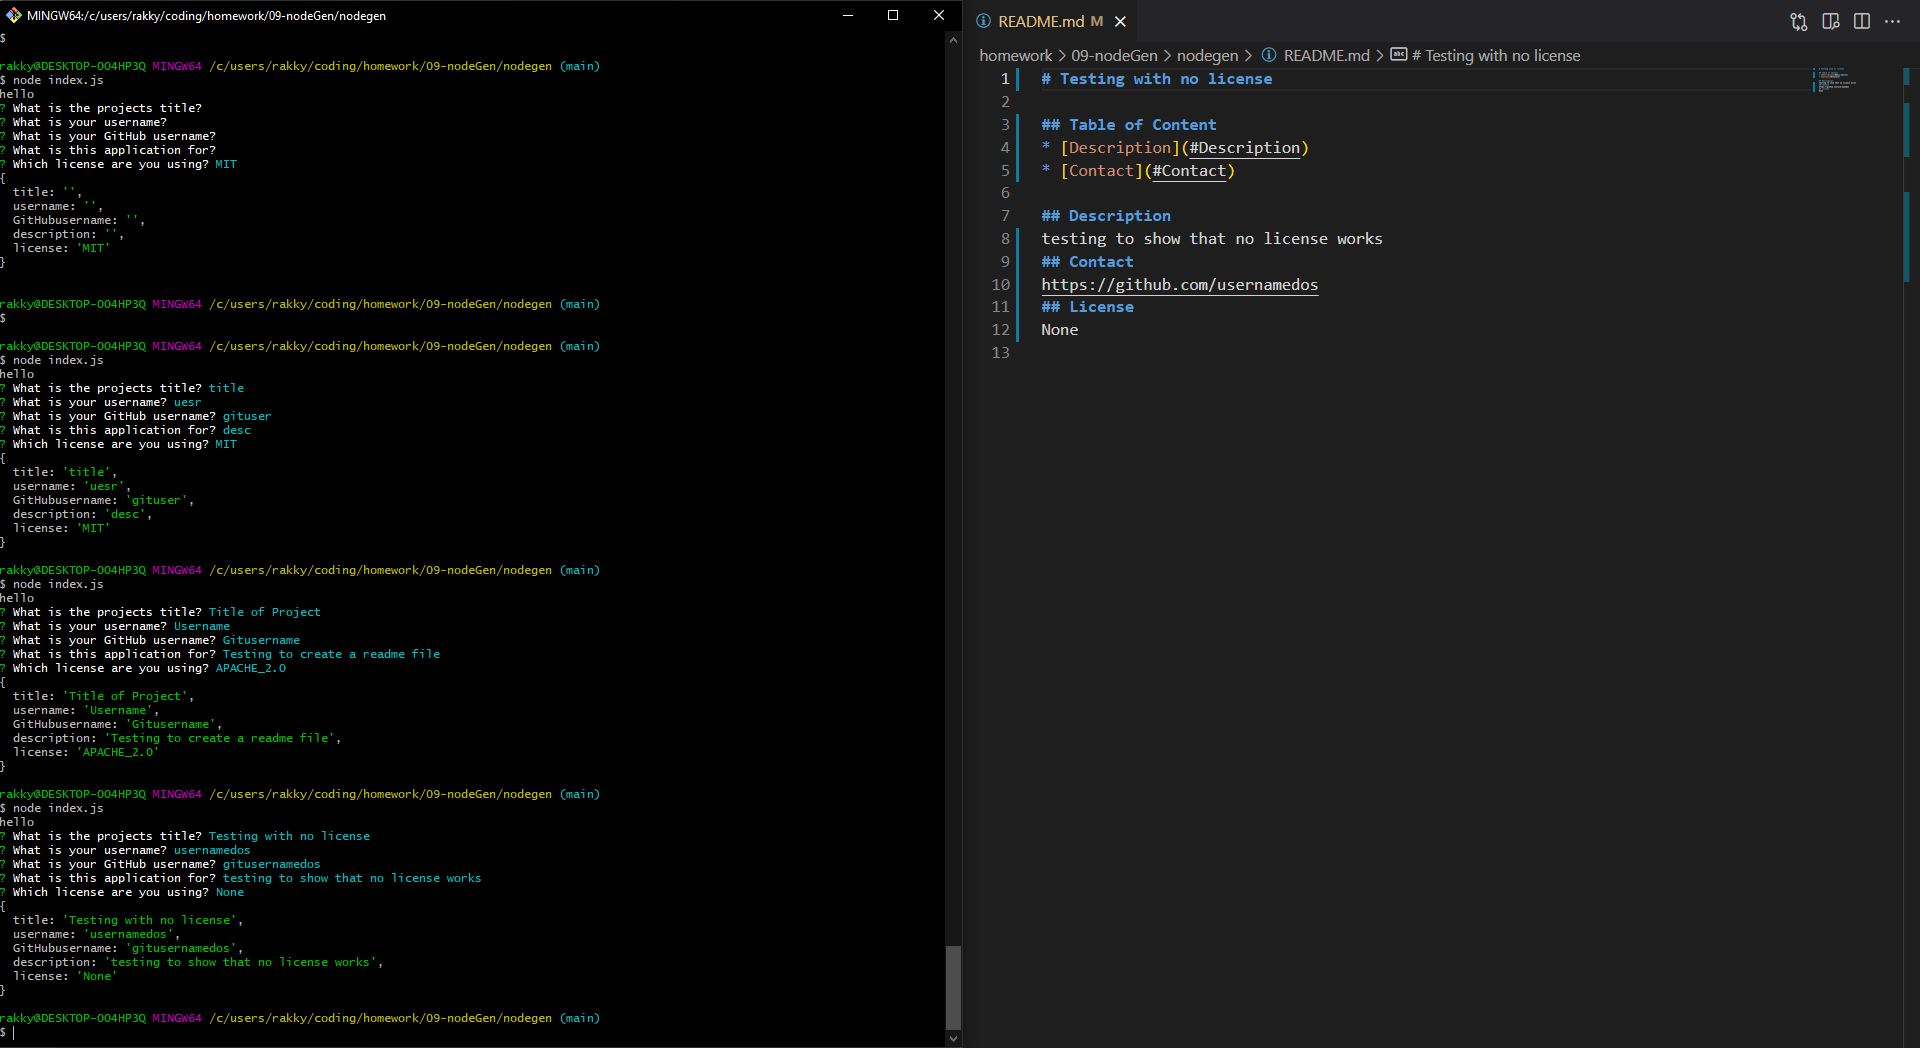 MINGW64:/c/users/rakky/coding/homework/09-nodeGen/nodegen
$
rakky@DESKTOP-OO4HP3Q MINGW64 /c/users/rakky/coding/homework/09-nodeGen/nodegen (main)
$ node index.js
hello
? What is the projects title?
? What is your username?
? What is your GitHub username?
? What is this application for?
? Which license are you using? MIT
{
  title: '',
  username: '',
  GitHubusername: '',
  description: '',
  license: 'MIT'
}
rakky@DESKTOP-OO4HP3Q MINGW64 /c/users/rakky/coding/homework/09-nodeGen/nodegen (main)
$
rakky@DESKTOP-OO4HP3Q MINGW64 /c/users/rakky/coding/homework/09-nodeGen/nodegen (main)
$ node index.js
hello
? What is the projects title? title
? What is your username? uesr
? What is your GitHub username? gituser
? What is this application for? desc
? Which license are you using? MIT
{
  title: 'title',
  username: 'uesr',
  GitHubusername: 'gituser',
  description: 'desc',
  license: 'MIT'
}
rakky@DESKTOP-OO4HP3Q MINGW64 /c/users/rakky/coding/homework/09-nodeGen/nodegen (main)
$ node index.js
hello
? What is the projects title? Title of Project
? What is your username? Username
? What is your GitHub username? Gitusername
? What is this application for? Testing to create a readme file
? Which license are you using? APACHE_2.0
{
  title: 'Title of Project',
  username: 'Username',
  GitHubusername: 'Gitusername',
  description: 'Testing to create a readme file',
  license: 'APACHE_2.0'
}
rakky@DESKTOP-OO4HP3Q MINGW64 /c/users/rakky/coding/homework/09-nodeGen/nodegen (main)
$ node index.js
hello
? What is the projects title? Testing with no license
? What is your username? usernamedos
? What is your GitHub username? gitusernamedos
? What is this application for? testing to show that no license works
? Which license are you using? None
{
  title: 'Testing with no license',
  username: 'usernamedos',
  GitHubusername: 'gitusernamedos',
  description: 'testing to show that no license works',
  license: 'None'
}
rakky@DESKTOP-OO4HP3Q MINGW64 /c/users/rakky/coding/homework/09-nodeGen/nodegen (main)
$
README.md M
homework > 09-nodeGen > nodegen > README.md > # Testing with no license
1 # Testing with no license
2
3 ## Table of Content
4 * [Description](#Description)
5 * [Contact](#Contact)
6
7 ## Description
8 testing to show that no license works
9 ## Contact
10 https://github.com/usernamedos
11 ## License
12 None
13